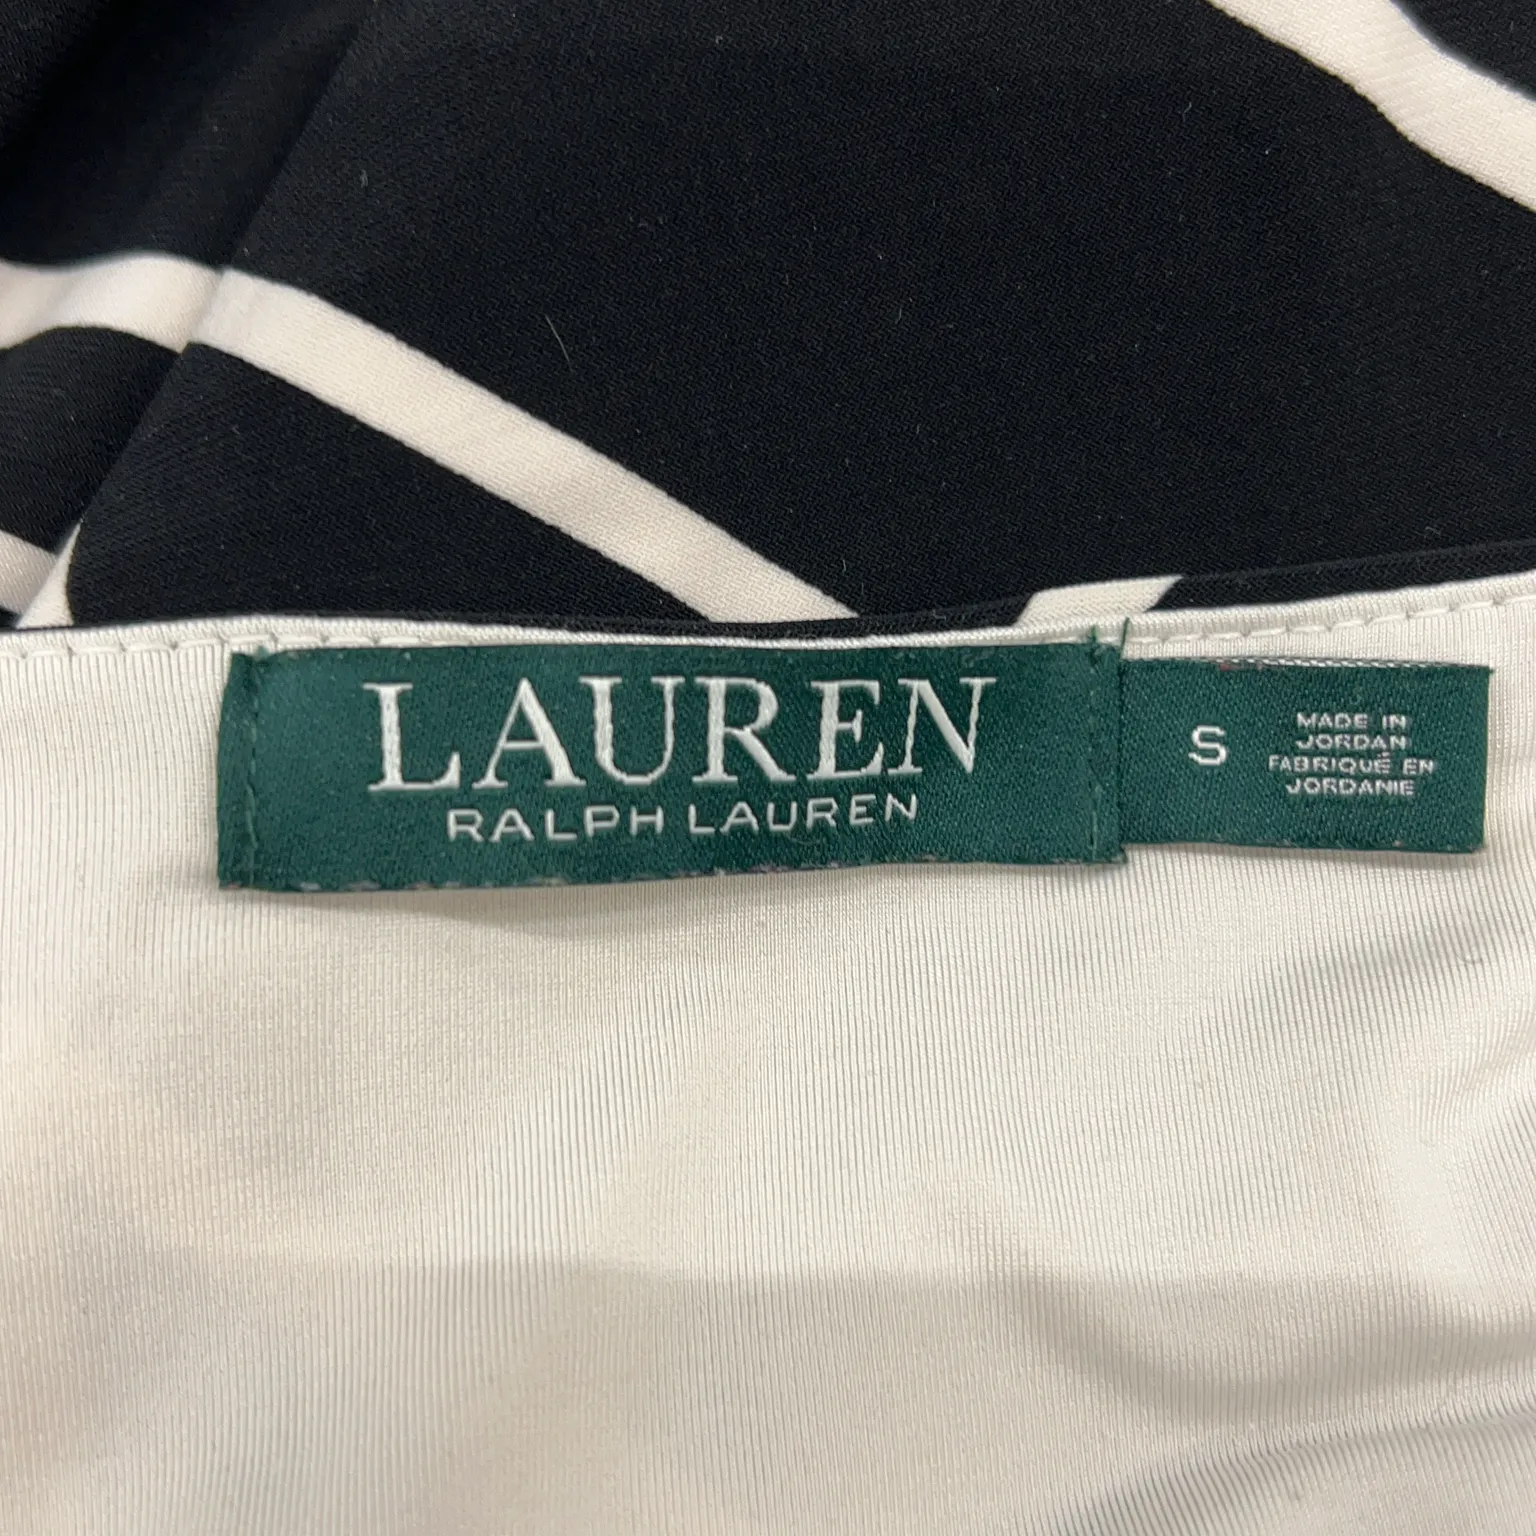 LAUREN
RALPH LAUREN
S
MADE IN
JORDAN
FABRIQUÉ EN
JORDANIE